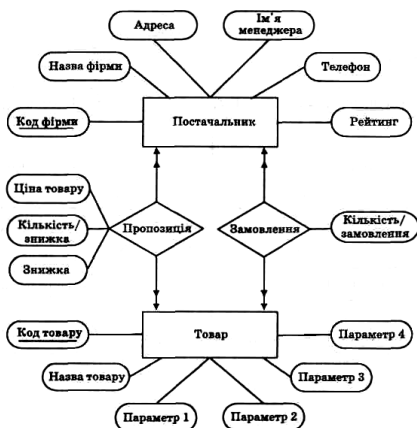 Адреса
Ім'я
менеджера
Назва фірми
Телефон
Код фірми
Постачальник
Рейтинг
Ціна товару
Кількість/
знижка
Знижка
Пропозиція
Замовлення
Кількість/
замовлення
Код товару
Товар
Параметр 4
Назва товару
Параметр 3
Параметр 1
Параметр 2